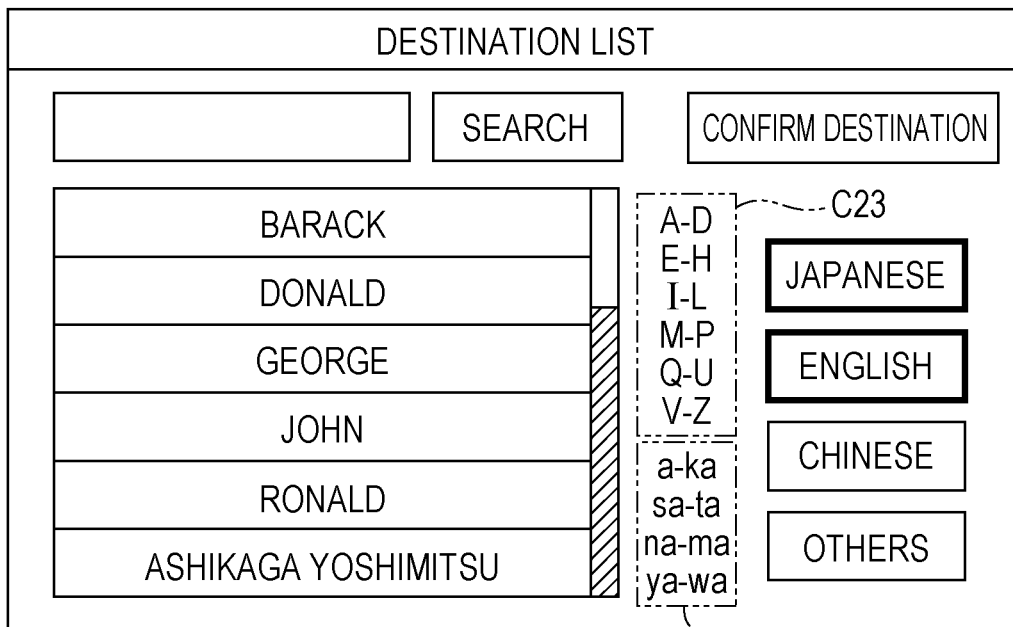 DESTINATION LIST
SEARCH
CONFIRM DESTINATION
BARACK
DONALD
GEORGE
JOHN
RONALD
ASHIKAGA YOSHIMITSU
A-D
E-H
I-L
M-P
Q-U
V-Z
a-ka
sa-ta
na-ma
ya-wa
C23
JAPANESE
ENGLISH
CHINESE
OTHERS